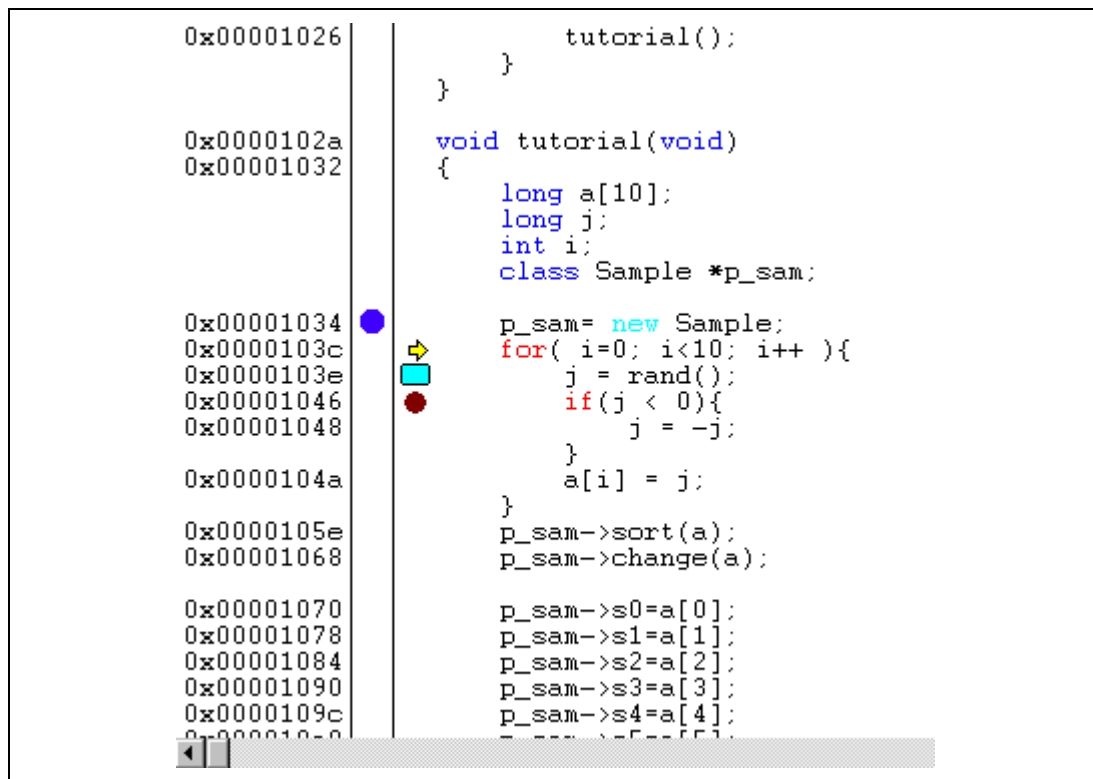 0x00001026 tutorial();
}
}
0x0000102a void tutorial(void)
0x00001032 {
long a[10];
long j;
int i;
class Sample *p_sam;
0x00001034 p_sam= new Sample;
0x0000103c for( i=0; i<10; i++ ){
0x0000103e j = rand();
0x00001046 if(j < 0){
0x00001048 j = -j;
}
0x0000104a a[i] = j;
}
0x0000105e p_sam->sort(a);
0x00001068 p_sam->change(a);
0x00001070 p_sam->s0=a[0];
0x00001078 p_sam->s1=a[1];
0x00001084 p_sam->s2=a[2];
0x00001090 p_sam->s3=a[3];
0x0000109c p_sam->s4=a[4];